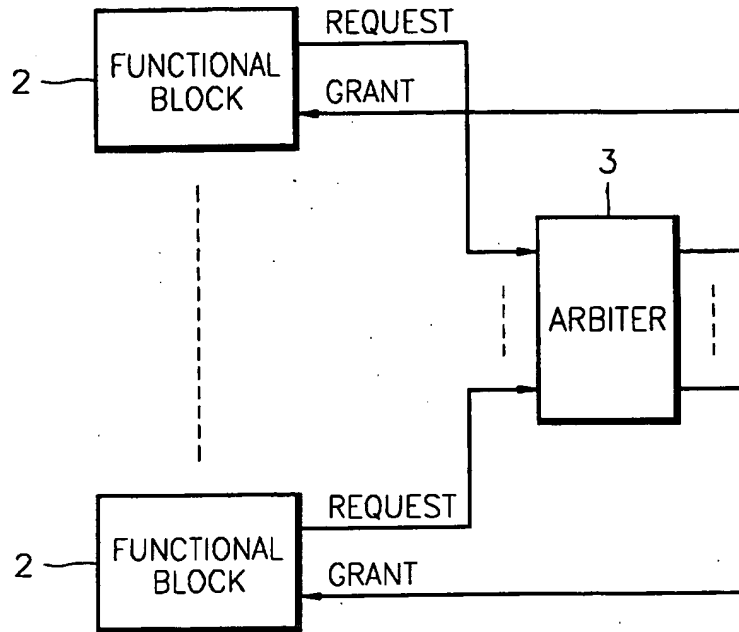 REQUEST
2
FUNCTIONAL
BLOCK
GRANT
3
ARBITER
REQUEST
2
FUNCTIONAL
BLOCK
GRANT